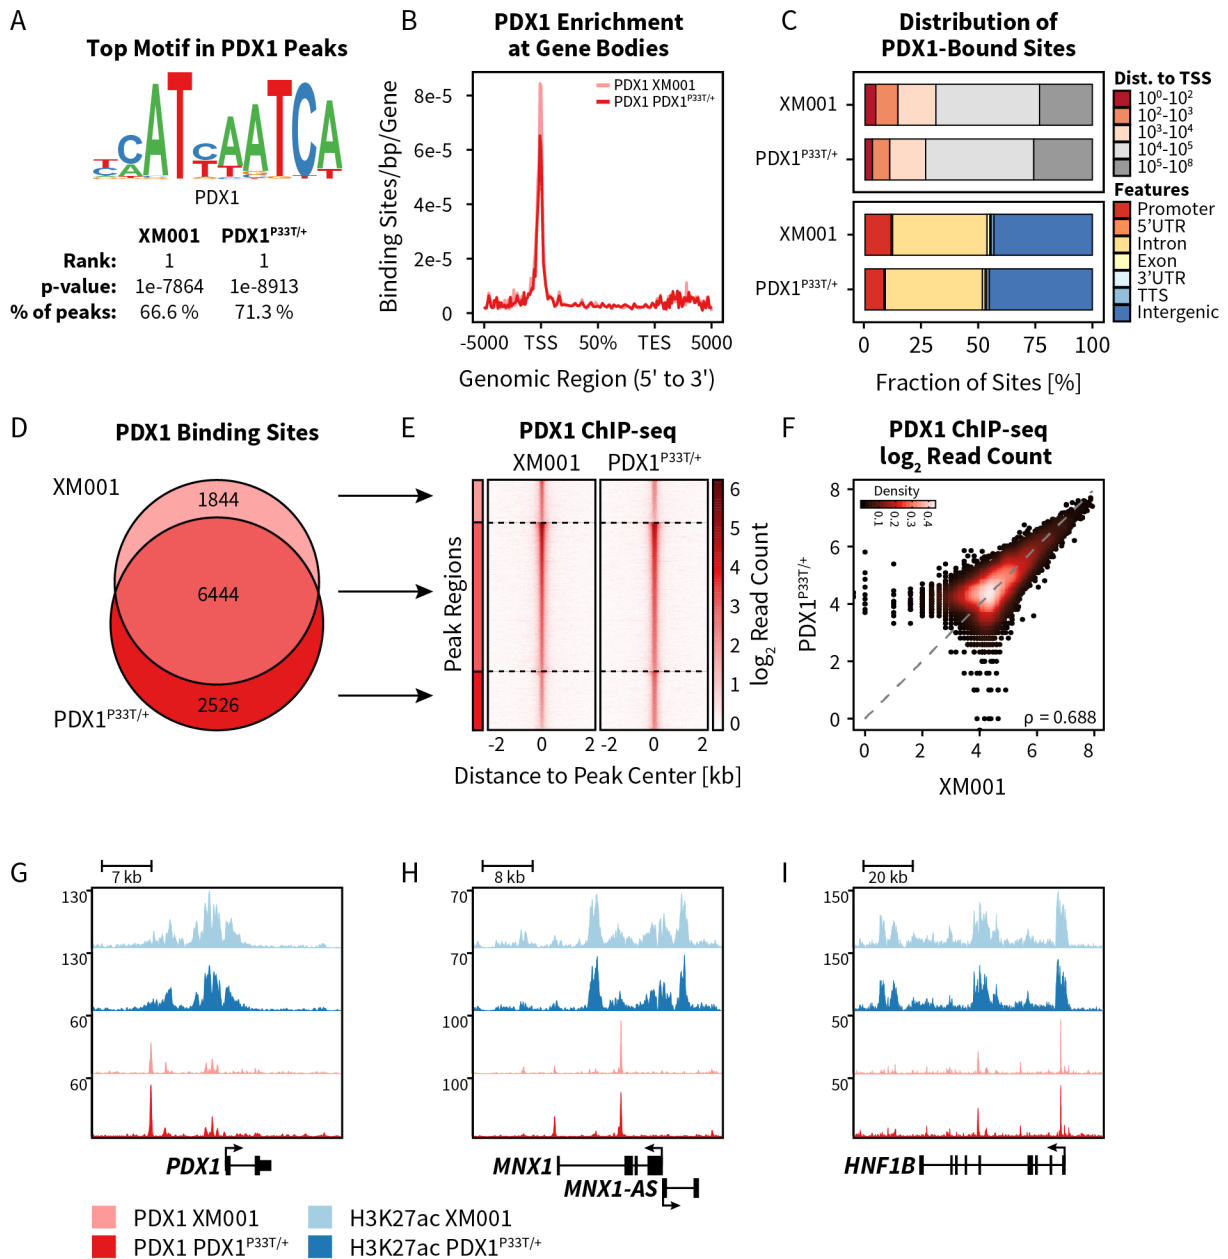 A
Top Motif in PDX1 Peaks
PDX1
XM001 PDX1P33T/+
Rank: 1 1
p-value: 1e-7864 1e-8913
% of peaks: 66.6 % 71.3 %
B
PDX1 Enrichment
at Gene Bodies
PDX1 XM001
PDX1 PDX1P33T/+
Binding Sites/bp/Gene
8e-5
6e-5
4e-5
2e-5
0
-5000 TSS 50% TES 5000
Genomic Region (5' to 3')
C
Distribution of
PDX1-Bound Sites
XM001
PDX1P33T/+
XM001
PDX1P33T/+
0 25 50 75 100
Fraction of Sites [%]
Dist. to TSS
10⁰-10²
10²-10³
10³-10⁴
10⁴-10⁵
10⁵-10⁸
Features
Promoter
5'UTR
Intron
Exon
3'UTR
TTS
Intergenic
D
PDX1 Binding Sites
XM001
1844
6444
2526
PDX1P33T/+
E
PDX1 ChIP-seq
XM001 PDX1P33T/+
Peak Regions
-2 0 2 -2 0 2
Distance to Peak Center [kb]
6
5
4
3
2
1
0
log₂ Read Count
F
PDX1 ChIP-seq
log₂ Read Count
Density
0.1 0.2 0.3 0.4
PDX1P33T/+
8
6
4
2
0
ρ = 0.688
0 2 4 6 8
XM001
G
7 kb
130
130
60
60
PDX1
H
8 kb
70
70
100
100
MNX1
MNX1-AS
I
20 kb
150
150
50
50
HNF1B
PDX1 XM001
PDX1 PDX1P33T/+
H3K27ac XM001
H3K27ac PDX1P33T/+